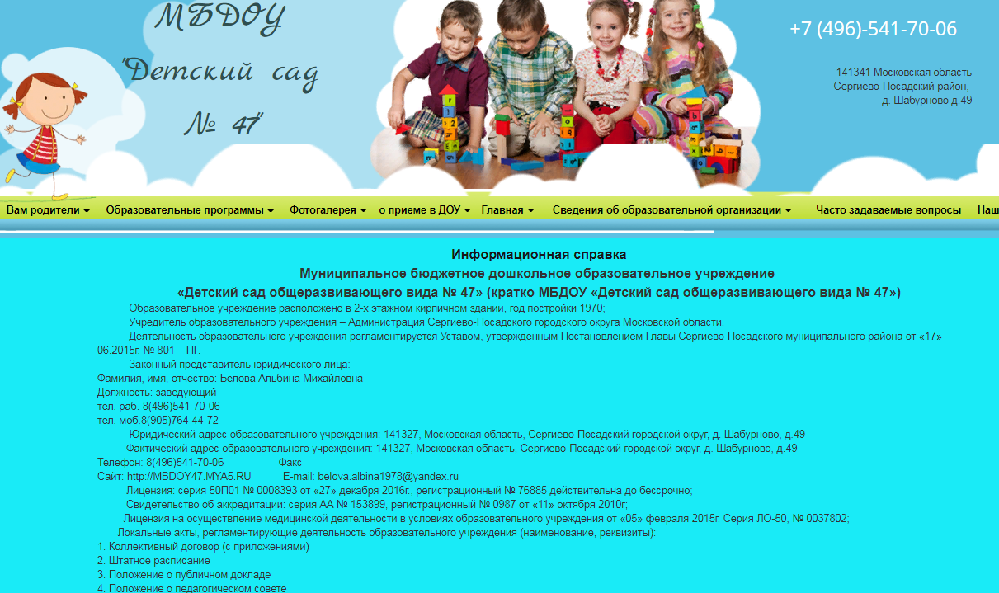 МБДОУ
"Детский сад
№ 47"
+7 (496)-541-70-06
141341 Московская область
Сергиево-Посадский район,
д. Шабурново д.49
Вам родители Образовательные программы Фотогалерея о приеме в ДОУ Главная Сведения об образовательной организации Часто задаваемые вопросы Наш
Информационная справка
Муниципальное бюджетное дошкольное образовательное учреждение
«Детский сад общеразвивающего вида № 47» (кратко МБДОУ «Детский сад общеразвивающего вида № 47»)
Образовательное учреждение расположено в 2-х этажном кирпичном здании, год постройки 1970;
Учредитель образовательного учреждения – Администрация Сергиево-Посадского городского округа Московской области.
Деятельность образовательного учреждения регламентируется Уставом, утвержденным Постановлением Главы Сергиево-Посадского муниципального района от «17»
06.2015г. № 801 – ПГ.
Законный представитель юридического лица:
Фамилия, имя, отчество: Белова Альбина Михайловна
Должность: заведующий
тел. раб. 8(496)541-70-06
тел. моб.8(905)764-44-72
Юридический адрес образовательного учреждения: 141327, Московская область, Сергиево-Посадский городской округ, д. Шабурново, д.49
Фактический адрес образовательного учреждения: 141327, Московская область, Сергиево-Посадский городской округ, д. Шабурново, д.49
Телефон: 8(496)541-70-06 Факс________________
Сайт: http://MBDOY47.MYA5.RU E-mail: belova.albina1978@yandex.ru
Лицензия: серия 50П01 № 0008393 от «27» декабря 2016г., регистрационный № 76885 действительна до бессрочно;
Свидетельство об аккредитации: серия АА № 153899, регистрационный № 0987 от «11» октября 2010г;
Лицензия на осуществление медицинской деятельности в условиях образовательного учреждения от «05» февраля 2015г. Серия ЛО-50, № 0037802;
Локальные акты, регламентирующие деятельность образовательного учреждения (наименование, реквизиты):
1. Коллективный договор (с приложениями)
2. Штатное расписание
3. Положение о публичном докладе
4. Положение о педагогическом совете